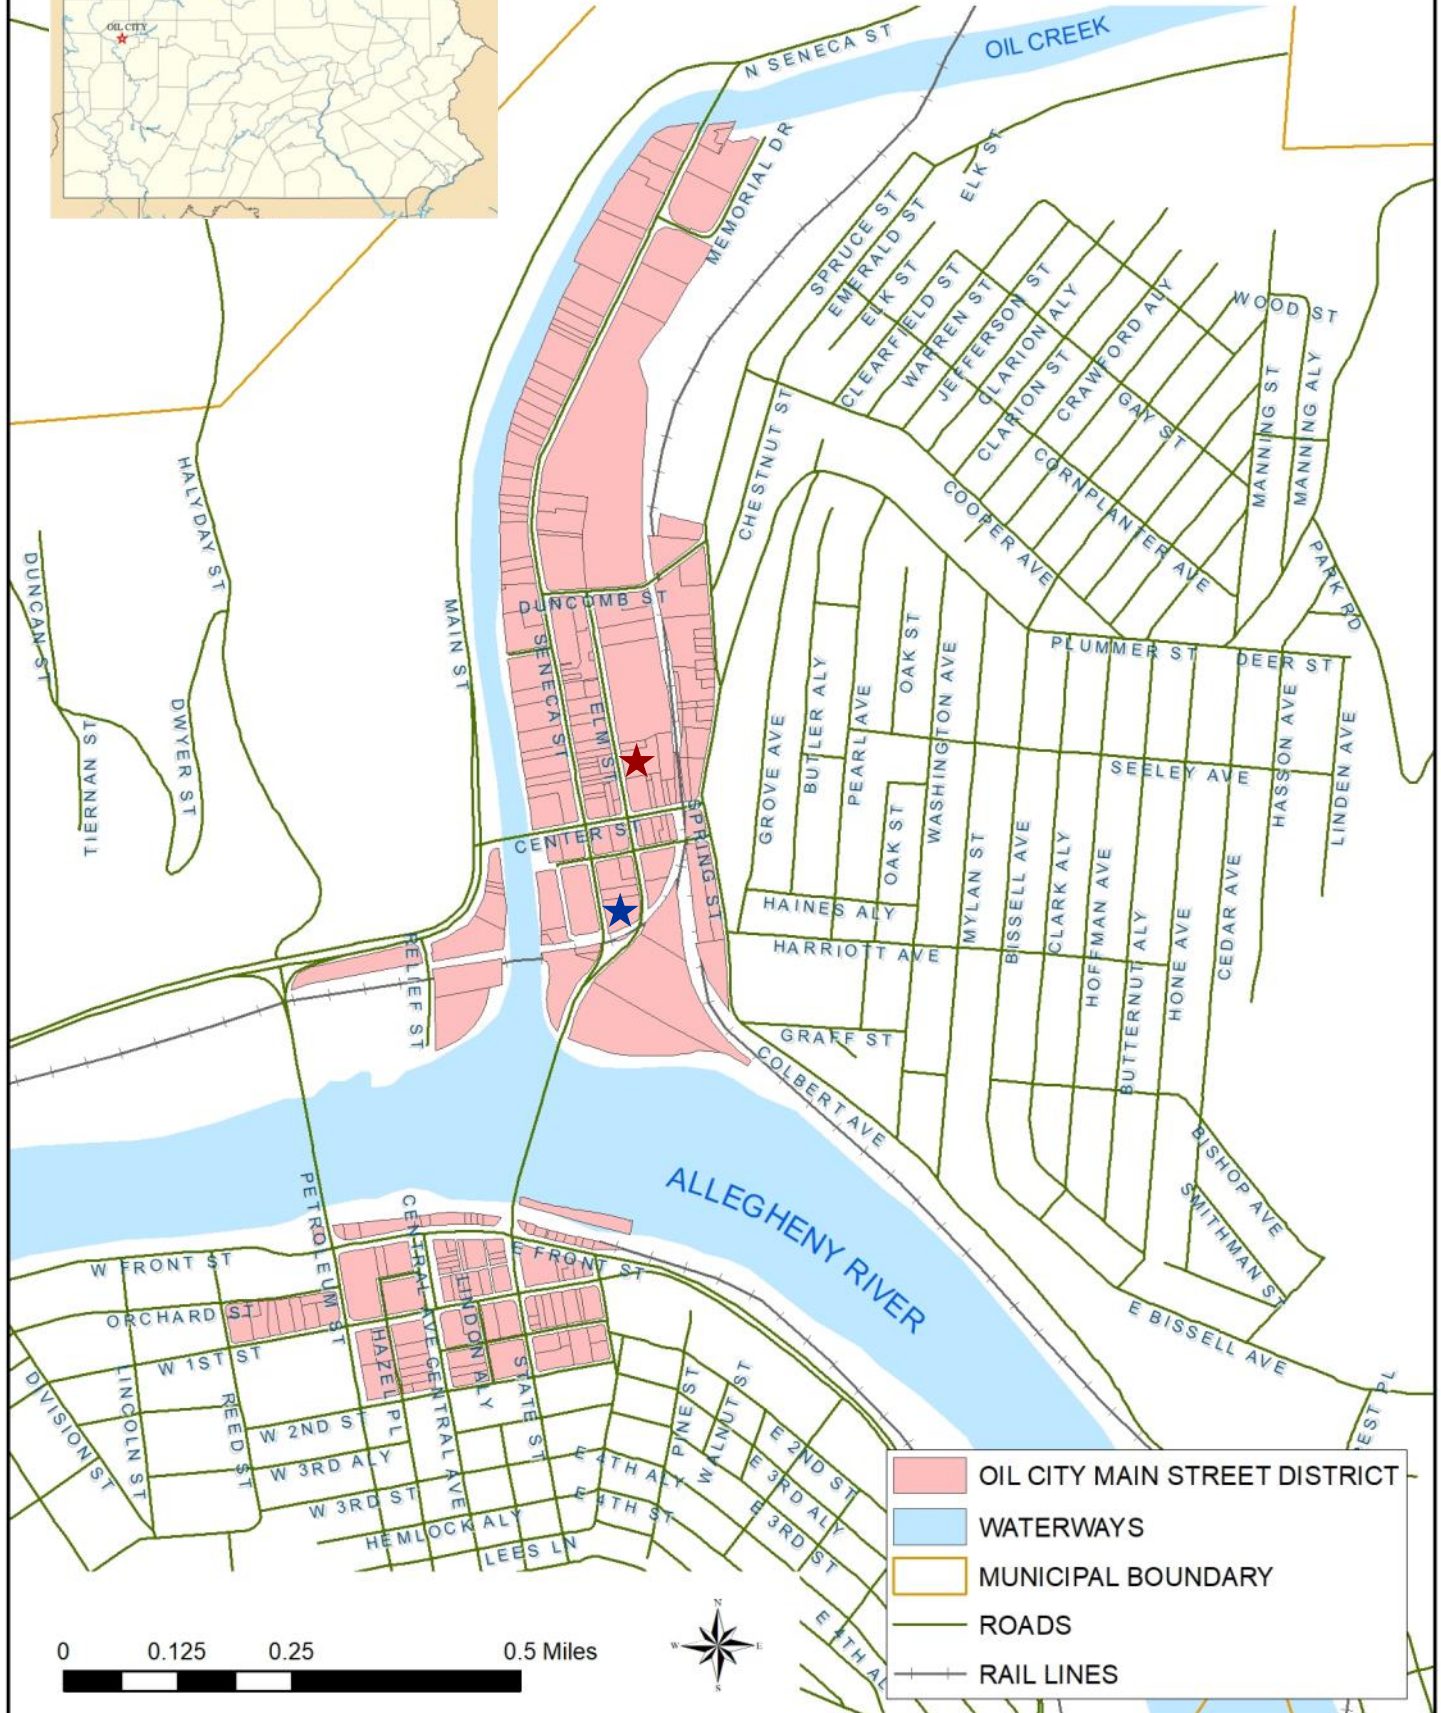 OIL CITY
N SENECA ST
OIL CREEK
MEMORIAL DR
ELK ST
SPRUCE ST
EMERALD ST
ELK ST
CLEARFIELD ST
WARREN ST
JEFFERSON ST
CLARION ALY
CLARION ST
CRAWFORD ALY
WOOD ST
GAY ST
MANNING ST
MANNING ALY
CHESTNUT ST
CORNPLANTER AVE
COOPER AVE
PARK RD
HALYDAY ST
DUNCAN ST
MAIN ST
DUNCOMB ST
SENECA ST
ELM ST
OAK ST
PLUMMER ST
DEER ST
TIERNAN ST
DWYER ST
GROVE AVE
BUTLER ALY
PEARL AVE
WASHINGTON AVE
SEELEY AVE
HASSON AVE
LINDEN AVE
CENTER ST
SPRING ST
OAK ST
MYLAN ST
BISSELL AVE
CLARK ALY
HOFFMAN AVE
BUTTERNUT ALY
HONE AVE
CEDAR AVE
HAINES ALY
HARRIOTT AVE
RELIEF ST
GRAFF ST
COLBERT AVE
BISHOP AVE
SMITHMAN ST
ALLEGHENY RIVER
PETROLEUM ST
CENTRAL AVE
W FRONT ST
E FRONT ST
ORCHARD ST
LINDON ALY
W 1ST ST
HAZEL PL
CENTRAL AVE
STATE ST
E BISSELL AVE
DIVISION ST
LINCOLN ST
REED ST
W 2ND ST
W 3RD ALY
W 3RD ST
HEMLOCK ALY
LEES LN
E 4TH ALY
E 4TH ST
PINE ST
WALNUT ST
E 2ND ST
E 3RD ALY
E 3RD ST
EST PL
E 4TH AL
OIL CITY MAIN STREET DISTRICT
WATERWAYS
MUNICIPAL BOUNDARY
ROADS
RAIL LINES
0 0.125 0.25 0.5 Miles
N
W E
S